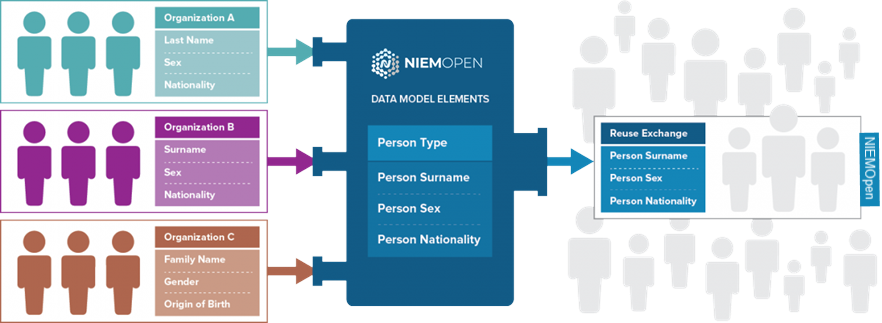 Organization A
Last Name
Sex
Nationality
Organization B
Surname
Sex
Nationality
Organization C
Family Name
Gender
Origin of Birth
NIEMOPEN
DATA MODEL ELEMENTS
Person Type
Person Surname
Person Sex
Person Nationality
Reuse Exchange
Person Surname
Person Sex
Person Nationality
NIEMOpen